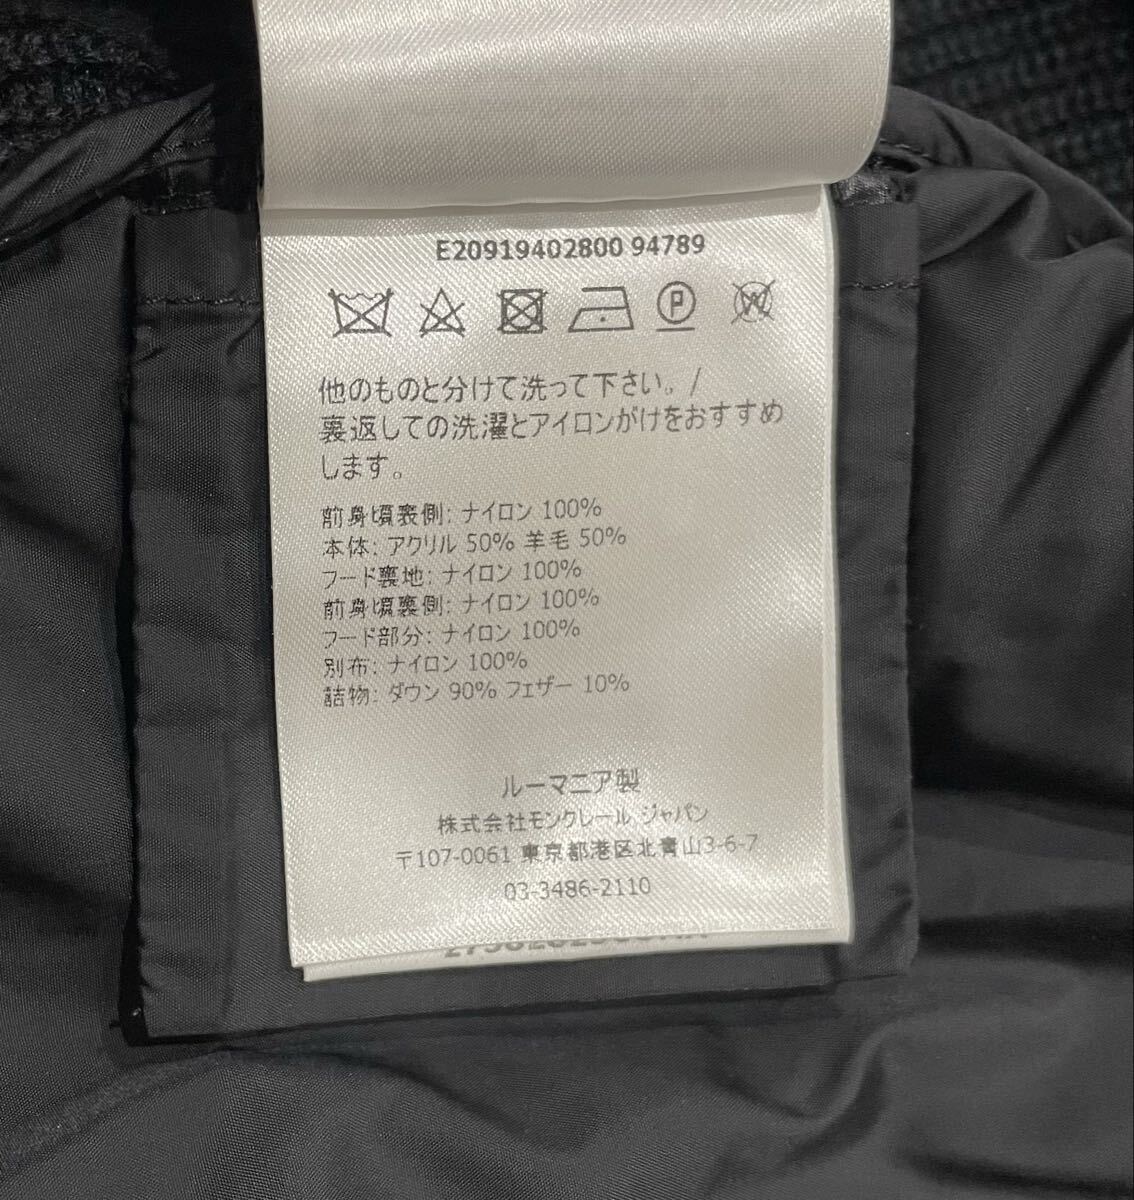 E20919402800 94789
P
W
他のものと分けて洗って下さい。/
裏返しての洗濯とアイロンがけをおすすめ
します。
前身頃表側: ナイロン 100%
本体: アクリル 50% 羊毛 50%
フード裏地: ナイロン 100%
前身頃裏側: ナイロン 100%
フード部分: ナイロン 100%
別布: ナイロン 100%
詰物: ダウン 90% フェザー 10%
ルーマニア製
株式会社モンクレール ジャパン
〒107-0061 東京都港区北青山3-6-7
03-3486-2110